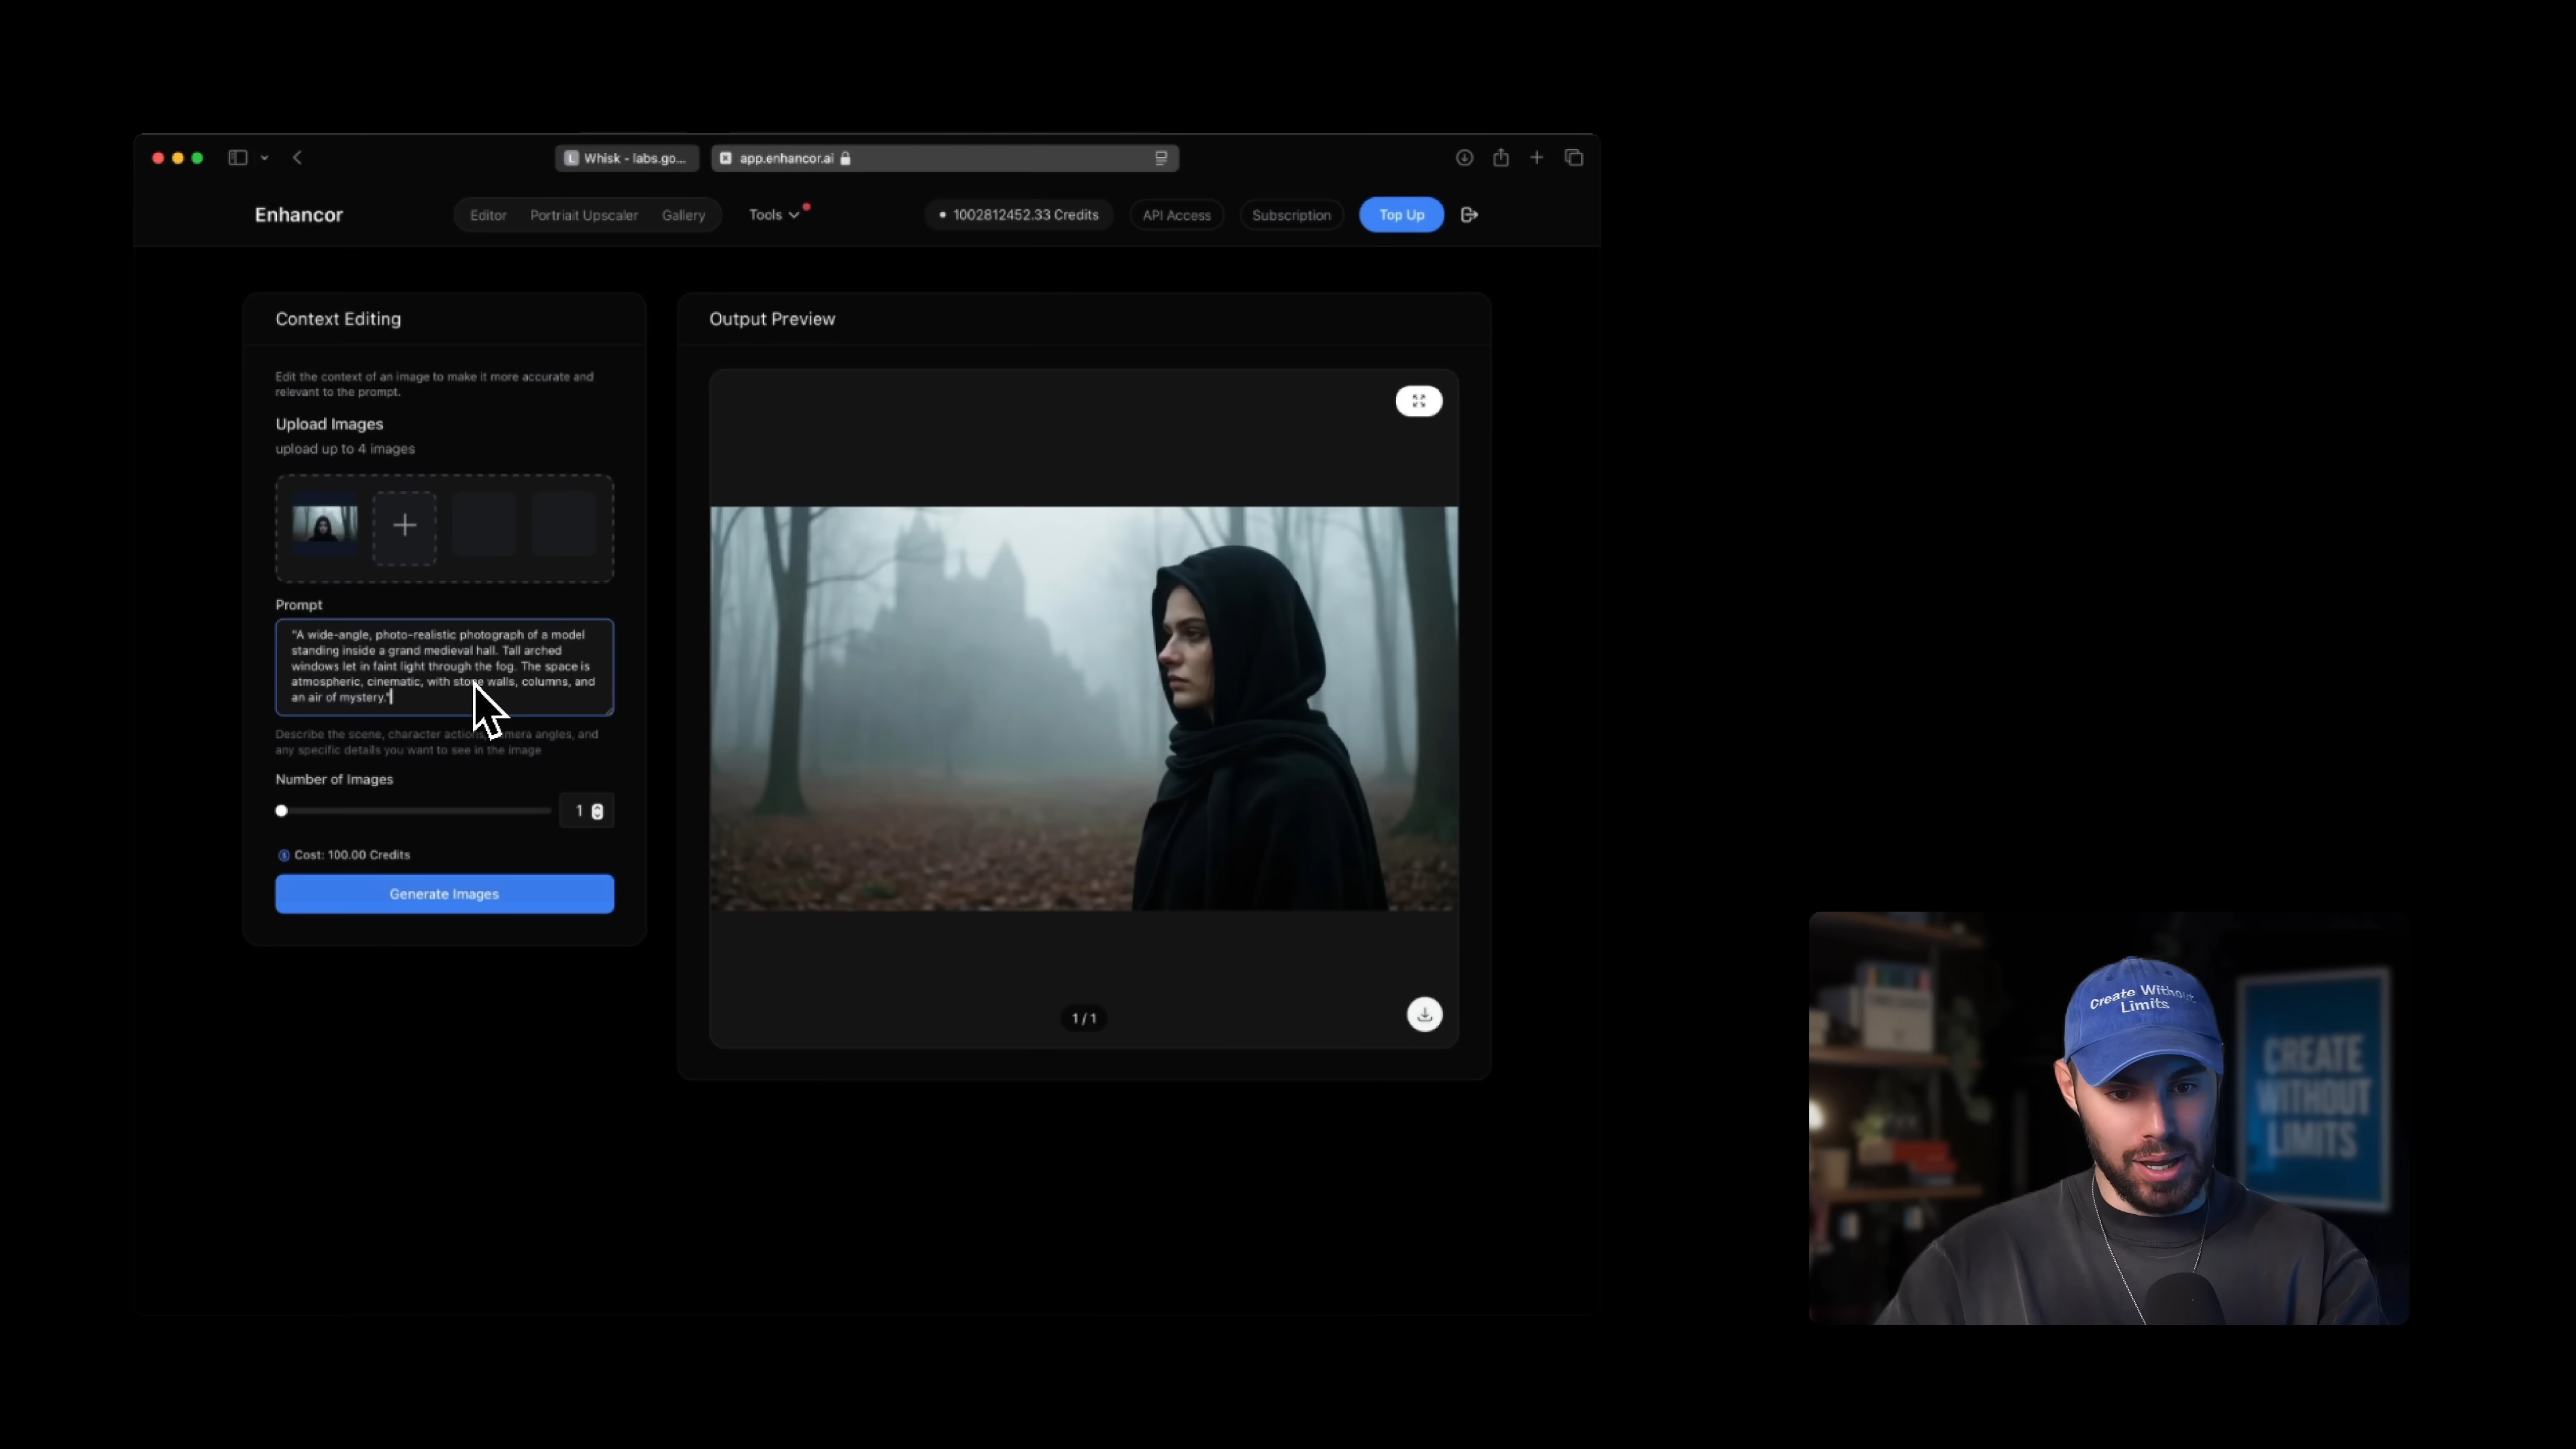 Whisk - labs.go...
app.enhancor.ai
Enhancor
Editor
Portriait Upscaler
Gallery
Tools
1002812452.33 Credits
API Access
Subscription
Top Up
Context Editing
Edit the context of an image to make it more accurate and
relevant to the prompt.
Upload Images
upload up to 4 images
Prompt
"A wide-angle, photo-realistic photograph of a model
standing inside a grand medieval hall. Tall arched
windows let in faint light through the fog. The space is
atmospheric, cinematic, with stone walls, columns, and
an air of mystery."
Describe the scene, character actions, camera angles, and
any specific details you want to see in the image
Number of Images
1
Cost: 100.00 Credits
Generate Images
Output Preview
1 / 1
Create Without
Limits
CREATE
WITHOUT
LIMITS